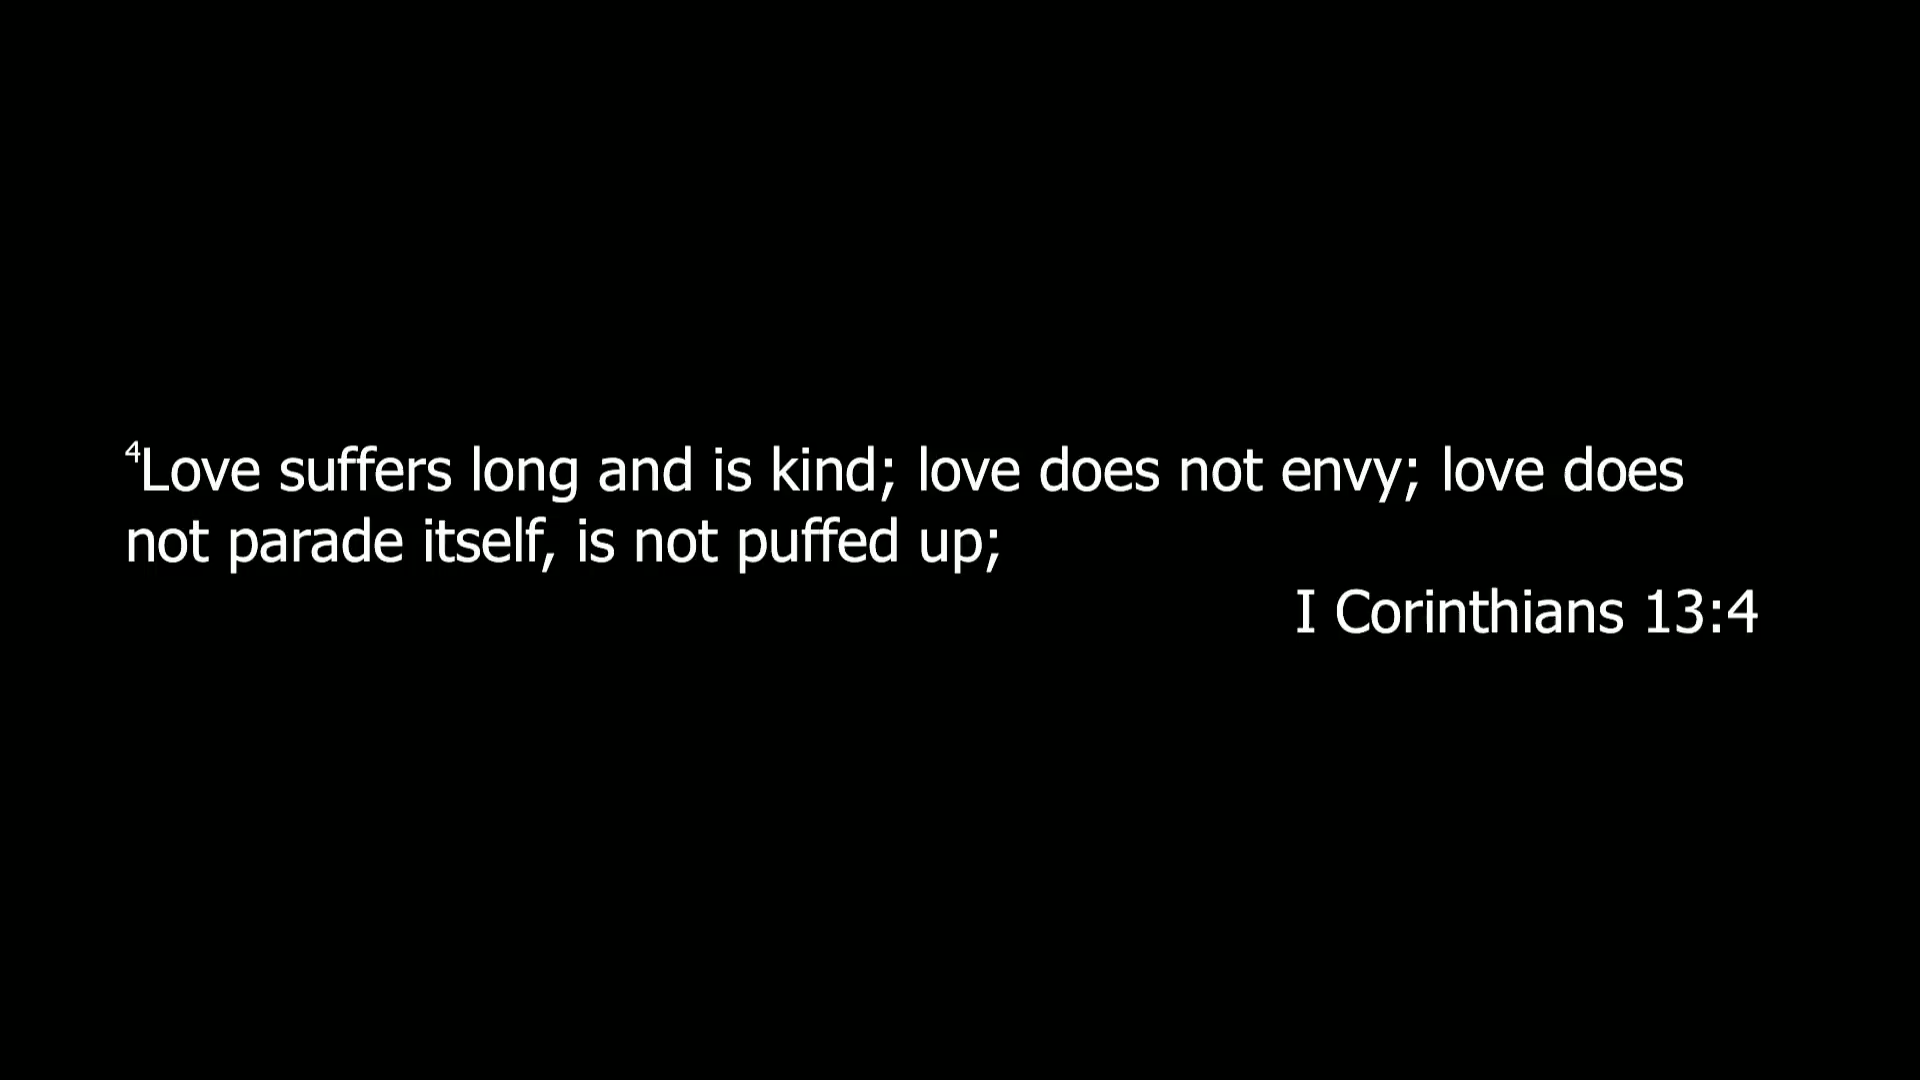 ⁴Love suffers long and is kind; love does not envy; love does
not parade itself, is not puffed up;
I Corinthians 13:4